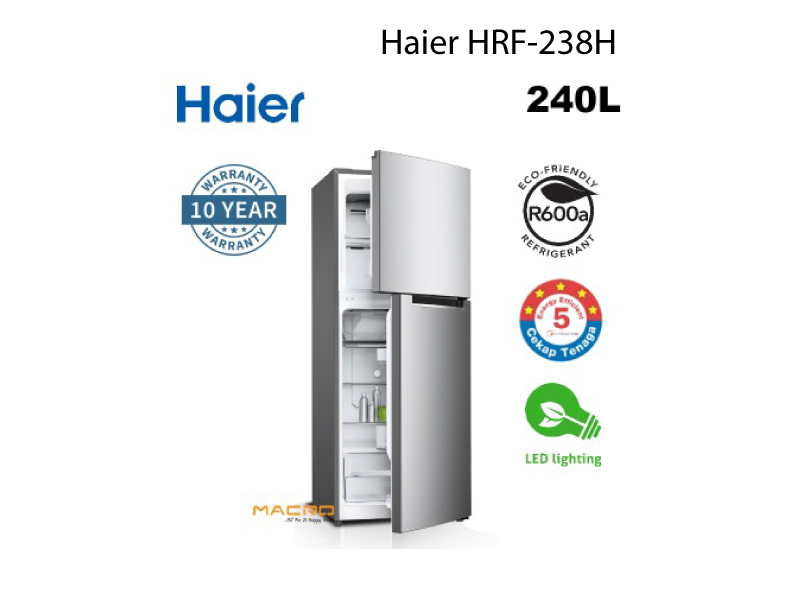 Haier HRF-238H
Haier
240L
WARRANTY
10 YEAR
WARRANTY
ECO-FRIENDLY
R600a
REFRIGERANT
Energy Efficient
5
Cekap Tenaga
LED lighting
MACRO